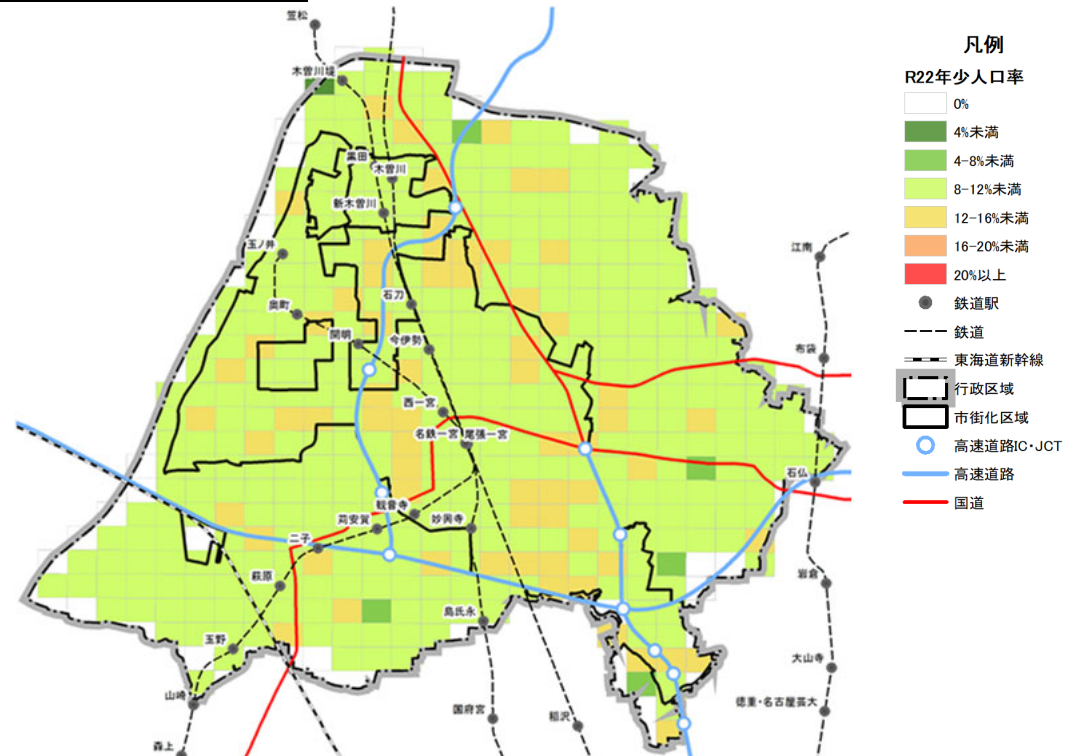 笠松
木曽川堤
黒田
木曽川
新木曽川
玉ノ井
江南
奥町
石刀
開明
今伊勢
布袋
西一宮
名鉄一宮
尾張一宮
石仏
観音寺
苅安賀
妙興寺
二子
萩原
岩倉
島氏永
玉野
大山寺
山崎
国府宮
稲沢
徳重・名古屋芸大
森上
凡例
R22年少人口率
0%
4%未満
4-8%未満
8-12%未満
12-16%未満
16-20%未満
20%以上
鉄道駅
鉄道
東海道新幹線
行政区域
市街化区域
高速道路IC・JCT
高速道路
国道